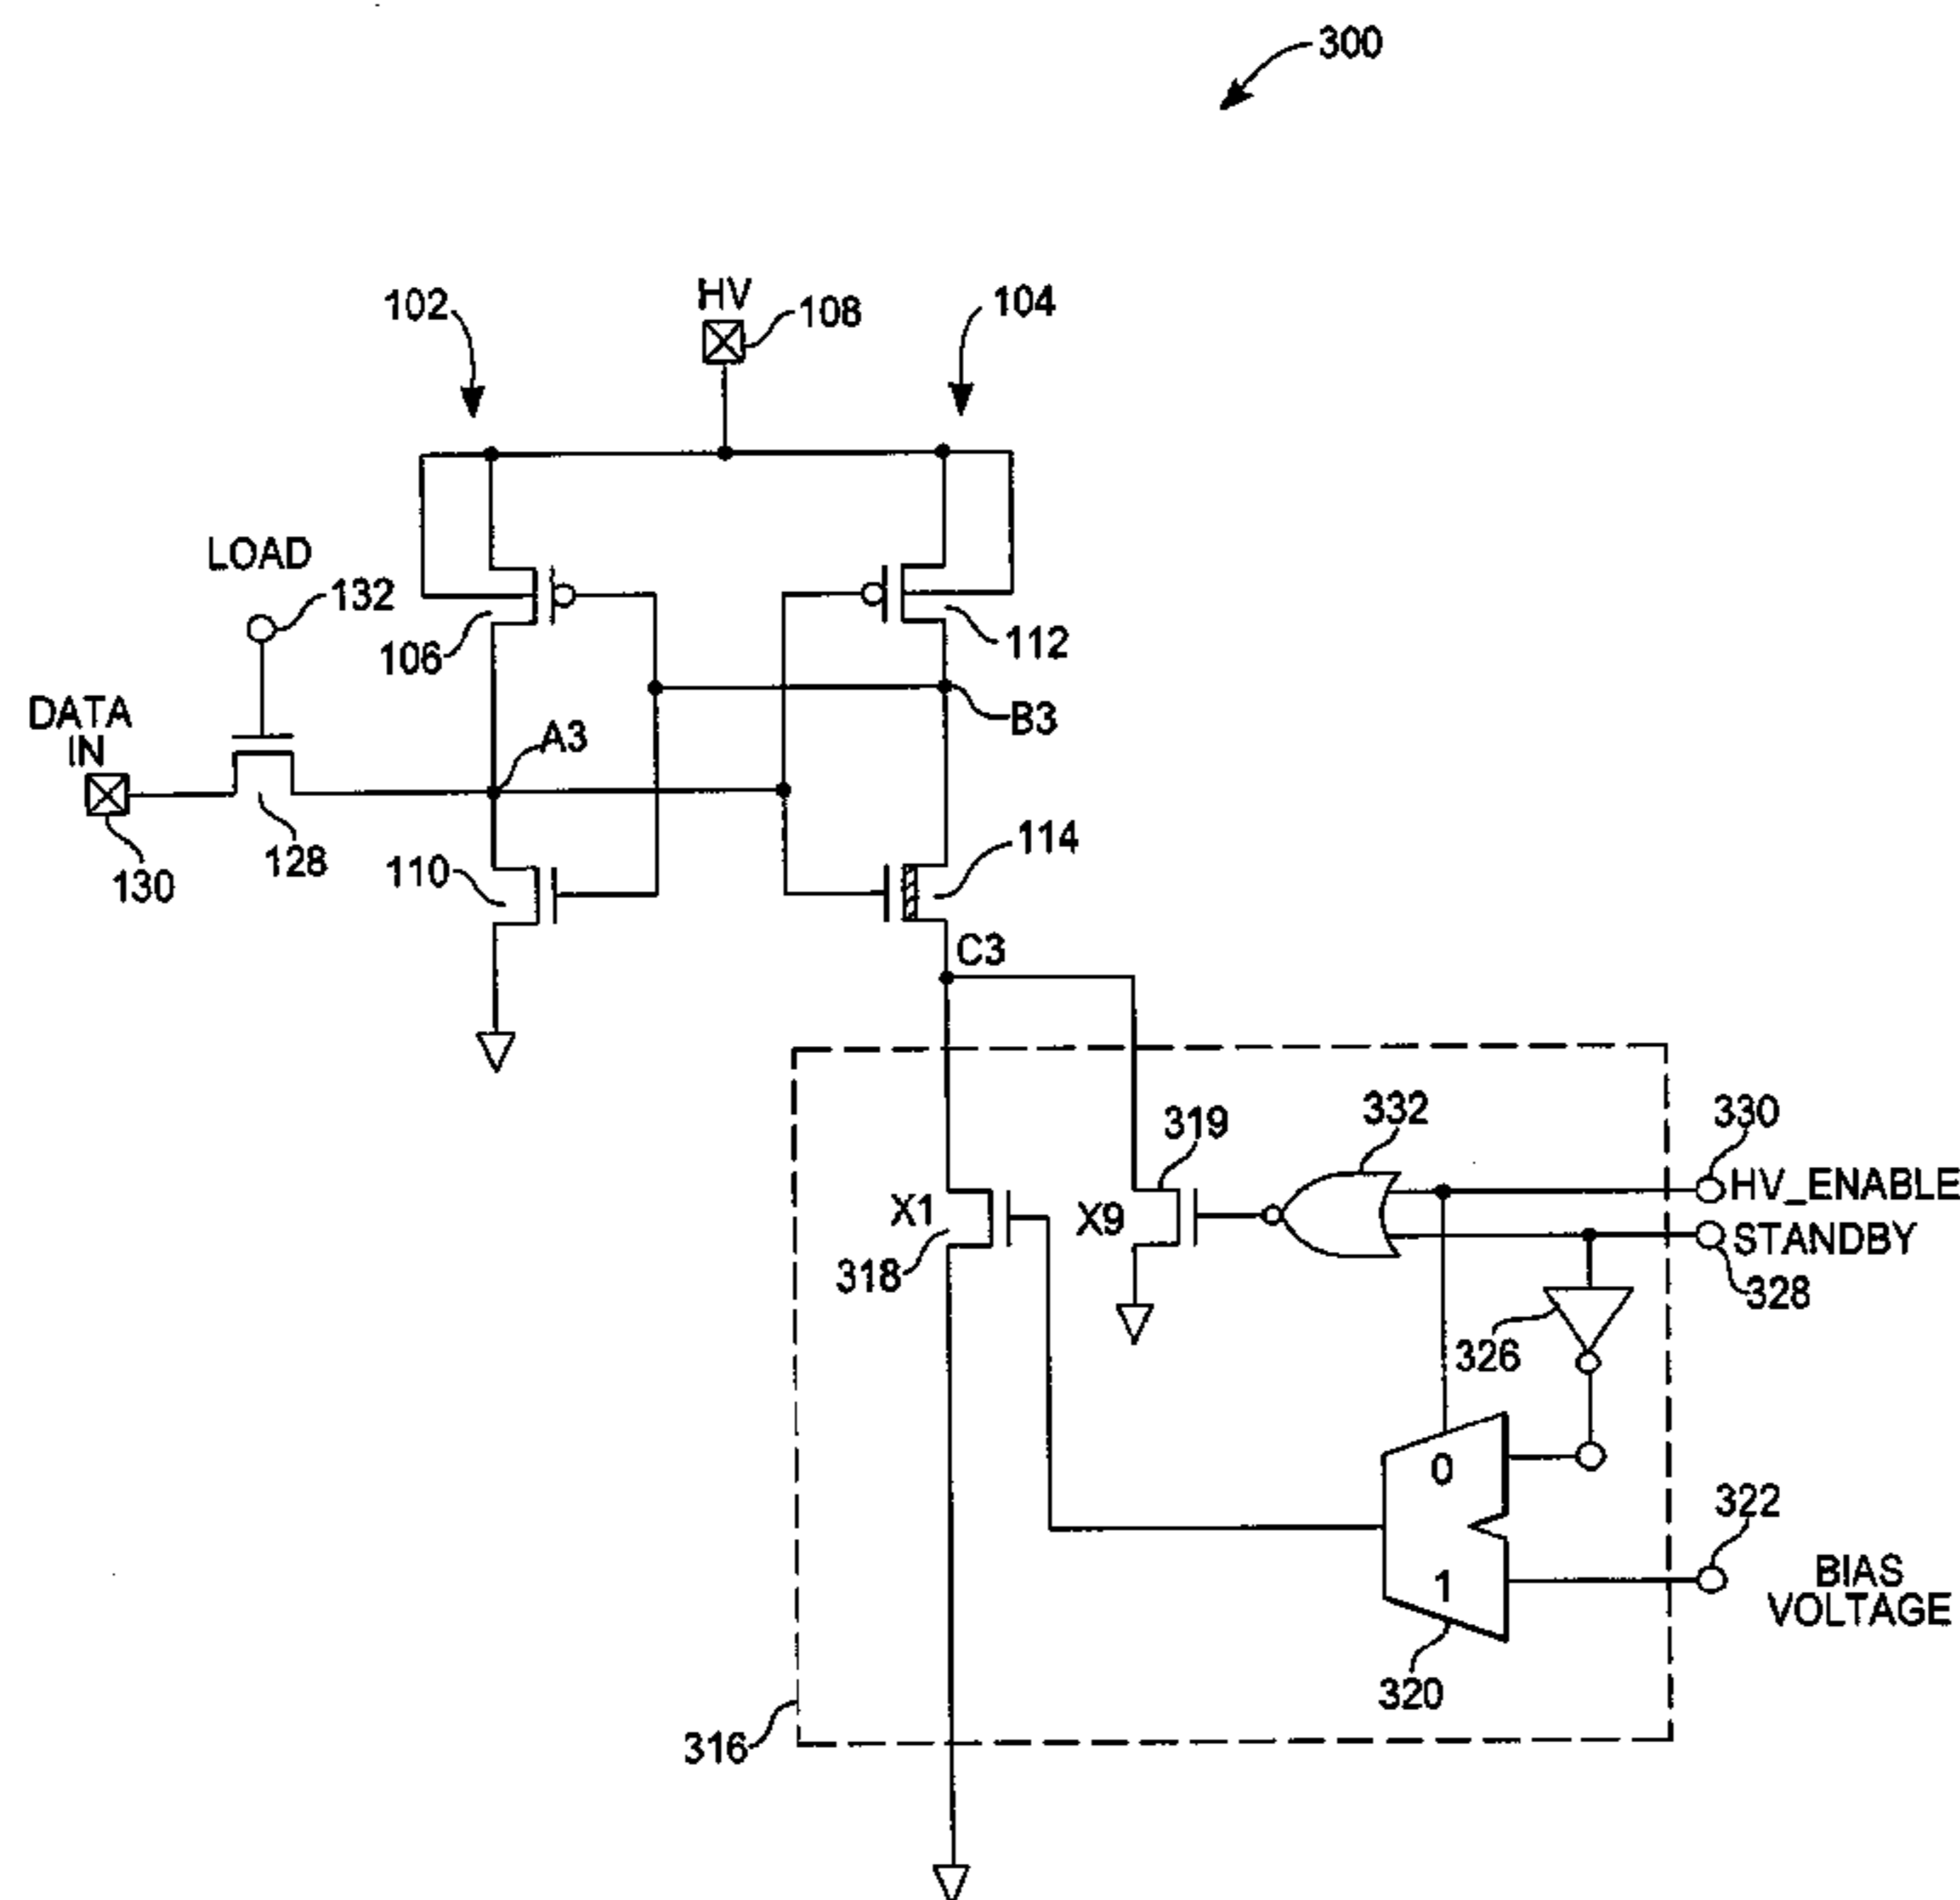 300
HV
102
108
104
LOAD
132
106
112
DATA
IN
A3
B3
130
128
110
114
C3
319
332
330
HV_ENABLE
X1
X9
STANDBY
318
326
328
0
322
1
BIAS
VOLTAGE
320
316